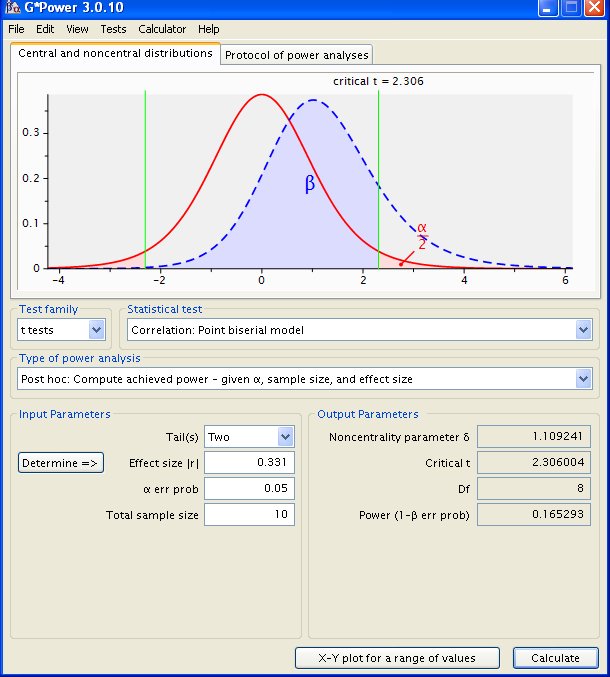 G*Power 3.0.10
File Edit View Tests Calculator Help
Central and noncentral distributions Protocol of power analyses
critical t = 2.306
0.3
0.2
0.1
0
β
α
2
-4 -2 0 2 4 6
Test family Statistical test
t tests Correlation: Point biserial model
Type of power analysis
Post hoc: Compute achieved power - given α, sample size, and effect size
Input Parameters Output Parameters
Tail(s) Two Noncentrality parameter δ 1.109241
Determine => Effect size |r| 0.331 Critical t 2.306004
α err prob 0.05 Df 8
Total sample size 10 Power (1-β err prob) 0.165293
X-Y plot for a range of values Calculate